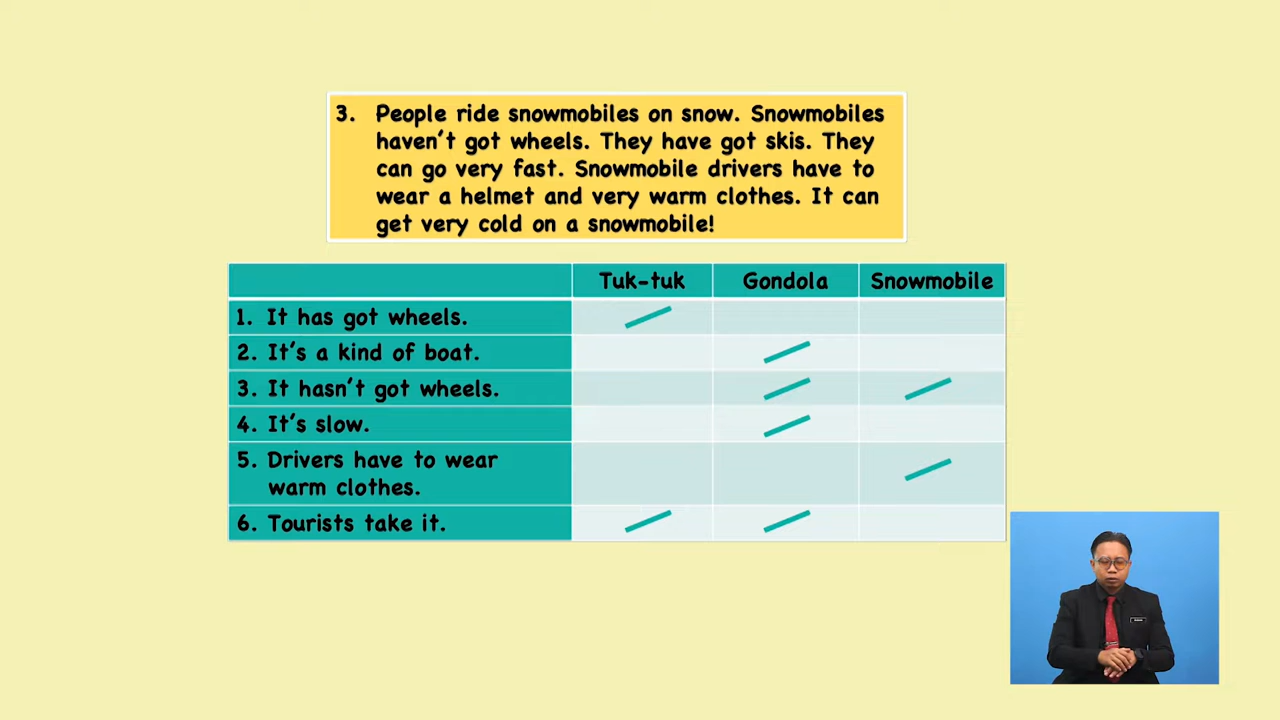 3. People ride snowmobiles on snow. Snowmobiles
haven't got wheels. They have got skis. They
can go very fast. Snowmobile drivers have to
wear a helmet and very warm clothes. It can
get very cold on a snowmobile!
Tuk-tuk Gondola Snowmobile
1. It has got wheels.
2. It's a kind of boat.
3. It hasn't got wheels.
4. It's slow.
5. Drivers have to wear
warm clothes.
6. Tourists take it.